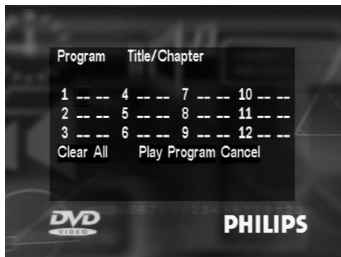 Program Title/Chapter
1 -- -- 4 -- -- 7 -- -- 10 -- --
2 -- -- 5 -- -- 8 -- -- 11 -- --
3 -- -- 6 -- -- 9 -- -- 12 -- --
Clear All Play Program Cancel
DVD
VIDEO
PHILIPS